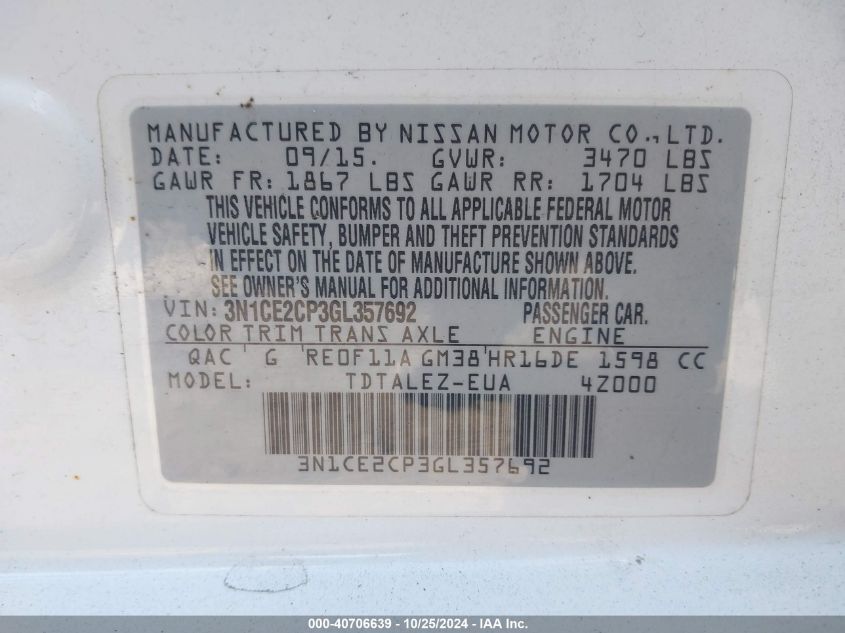 MANUFACTURED BY NISSAN MOTOR CO., LTD.
DATE: 09/15. GVWR: 3470 LBS
GAWR FR: 1867 LBS GAWR RR: 1704 LBS
THIS VEHICLE CONFORMS TO ALL APPLICABLE FEDERAL MOTOR
VEHICLE SAFETY, BUMPER AND THEFT PREVENTION STANDARDS
IN EFFECT ON THE DATE OF MANUFACTURE SHOWN ABOVE.
SEE OWNER'S MANUAL FOR ADDITIONAL INFORMATION.
VIN: 3N1CE2CP3GL357692 PASSENGER CAR.
COLOR TRIM TRANS AXLE ENGINE
QAC G RE0F11A GM38 HR16DE 1598 CC
MODEL: TDTALEZ-EUA 4Z000
3N1CE2CP3GL357692
000-40706639 - 10/25/2024 - IAA Inc.